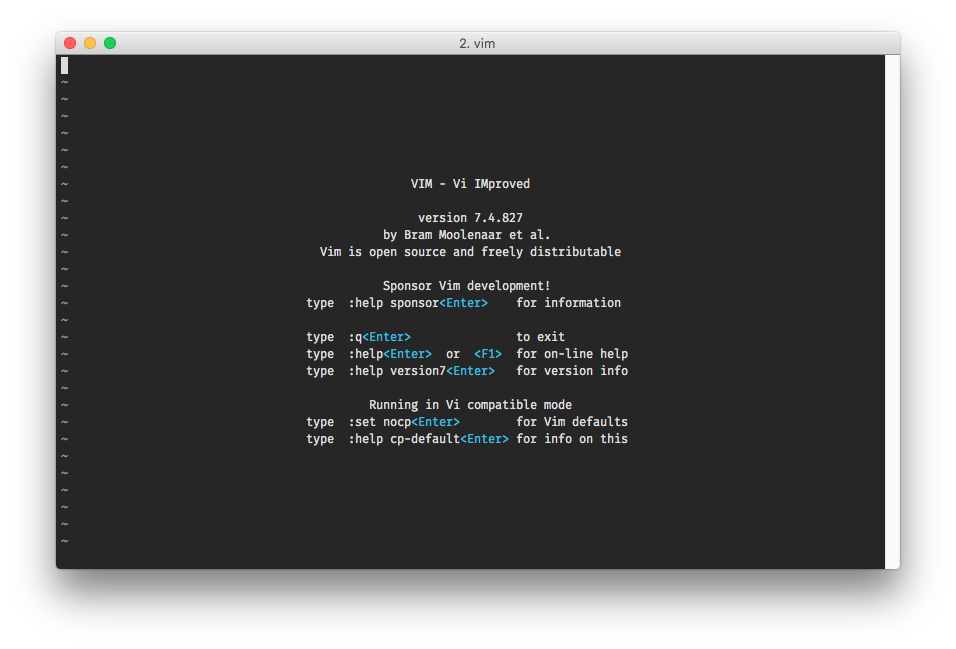 2. vim
~
~
~
~
~
~
~ VIM - Vi IMproved
~
~ version 7.4.827
~ by Bram Moolenaar et al.
~ Vim is open source and freely distributable
~
~ Sponsor Vim development!
~ type :help sponsor<Enter> for information
~
~ type :q<Enter> to exit
~ type :help<Enter> or <F1> for on-line help
~ type :help version7<Enter> for version info
~
~ Running in Vi compatible mode
~ type :set nocp<Enter> for Vim defaults
~ type :help cp-default<Enter> for info on this
~
~
~
~
~
~